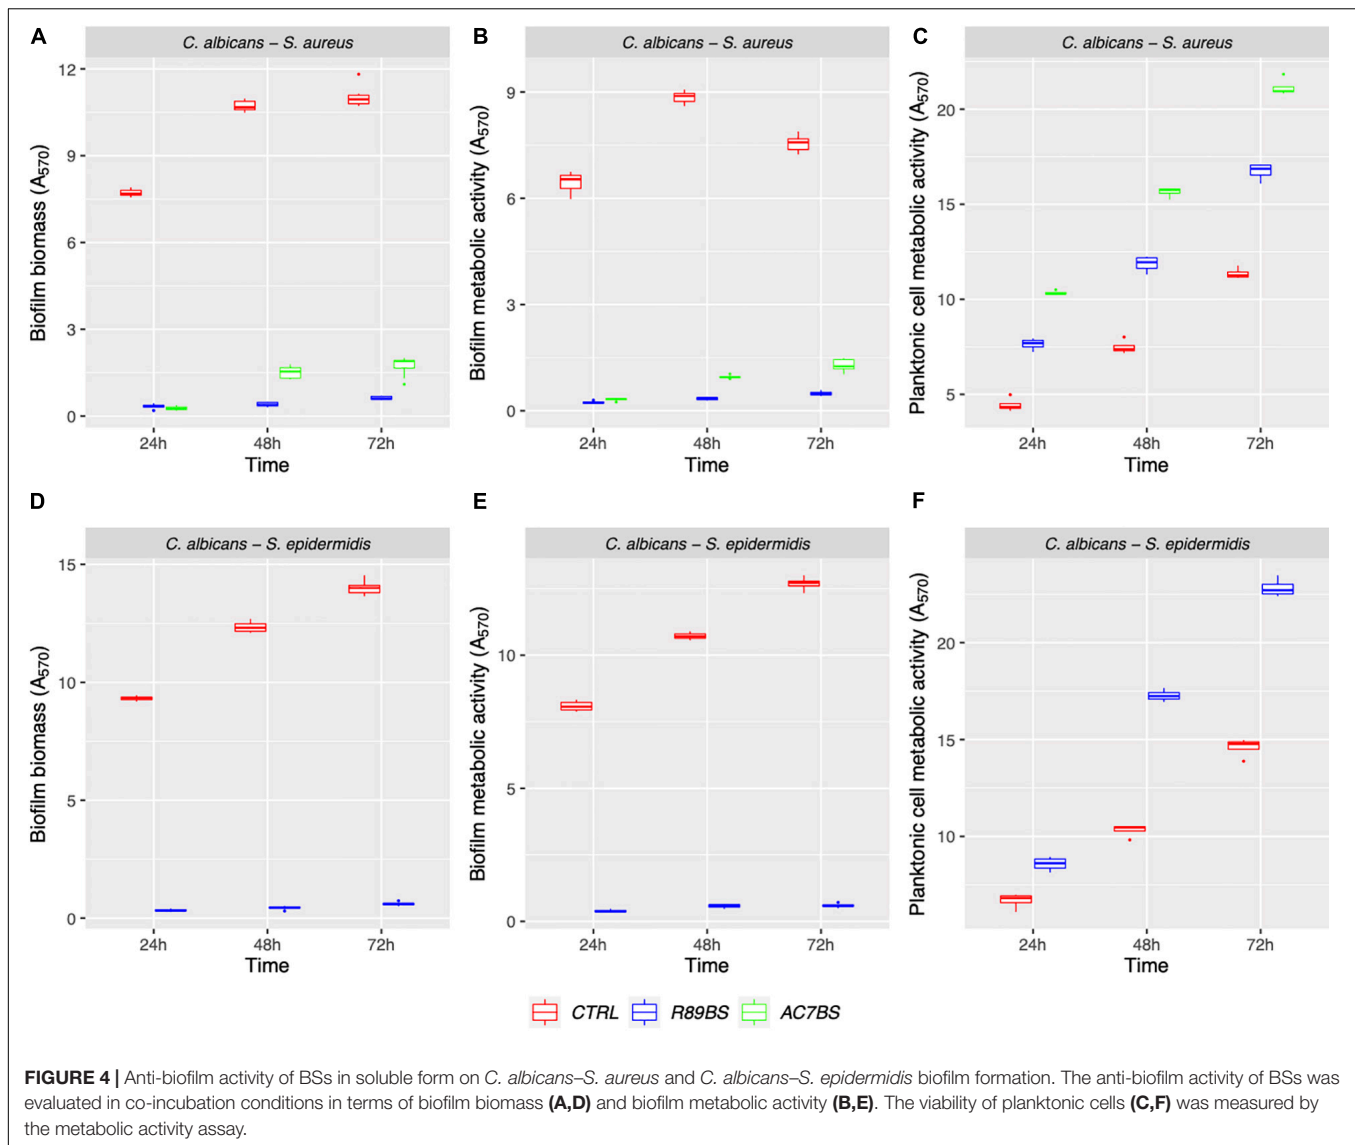 A
C. albicans – S. aureus
12
9
6
3
0
Biofilm biomass (A570)
24h 48h 72h
Time
B
C. albicans – S. aureus
9
6
3
0
Biofilm metabolic activity (A570)
24h 48h 72h
Time
C
C. albicans – S. aureus
20
15
10
5
Planktonic cell metabolic activity (A570)
24h 48h 72h
Time
D
C. albicans – S. epidermidis
15
10
5
0
Biofilm biomass (A570)
24h 48h 72h
Time
E
C. albicans – S. epidermidis
10
5
0
Biofilm metabolic activity (A570)
24h 48h 72h
Time
F
C. albicans – S. epidermidis
20
15
10
Planktonic cell metabolic activity (A570)
24h 48h 72h
Time
CTRL R89BS AC7BS
FIGURE 4 | Anti-biofilm activity of BSs in soluble form on C. albicans–S. aureus and C. albicans–S. epidermidis biofilm formation. The anti-biofilm activity of BSs was
evaluated in co-incubation conditions in terms of biofilm biomass (A,D) and biofilm metabolic activity (B,E). The viability of planktonic cells (C,F) was measured by
the metabolic activity assay.